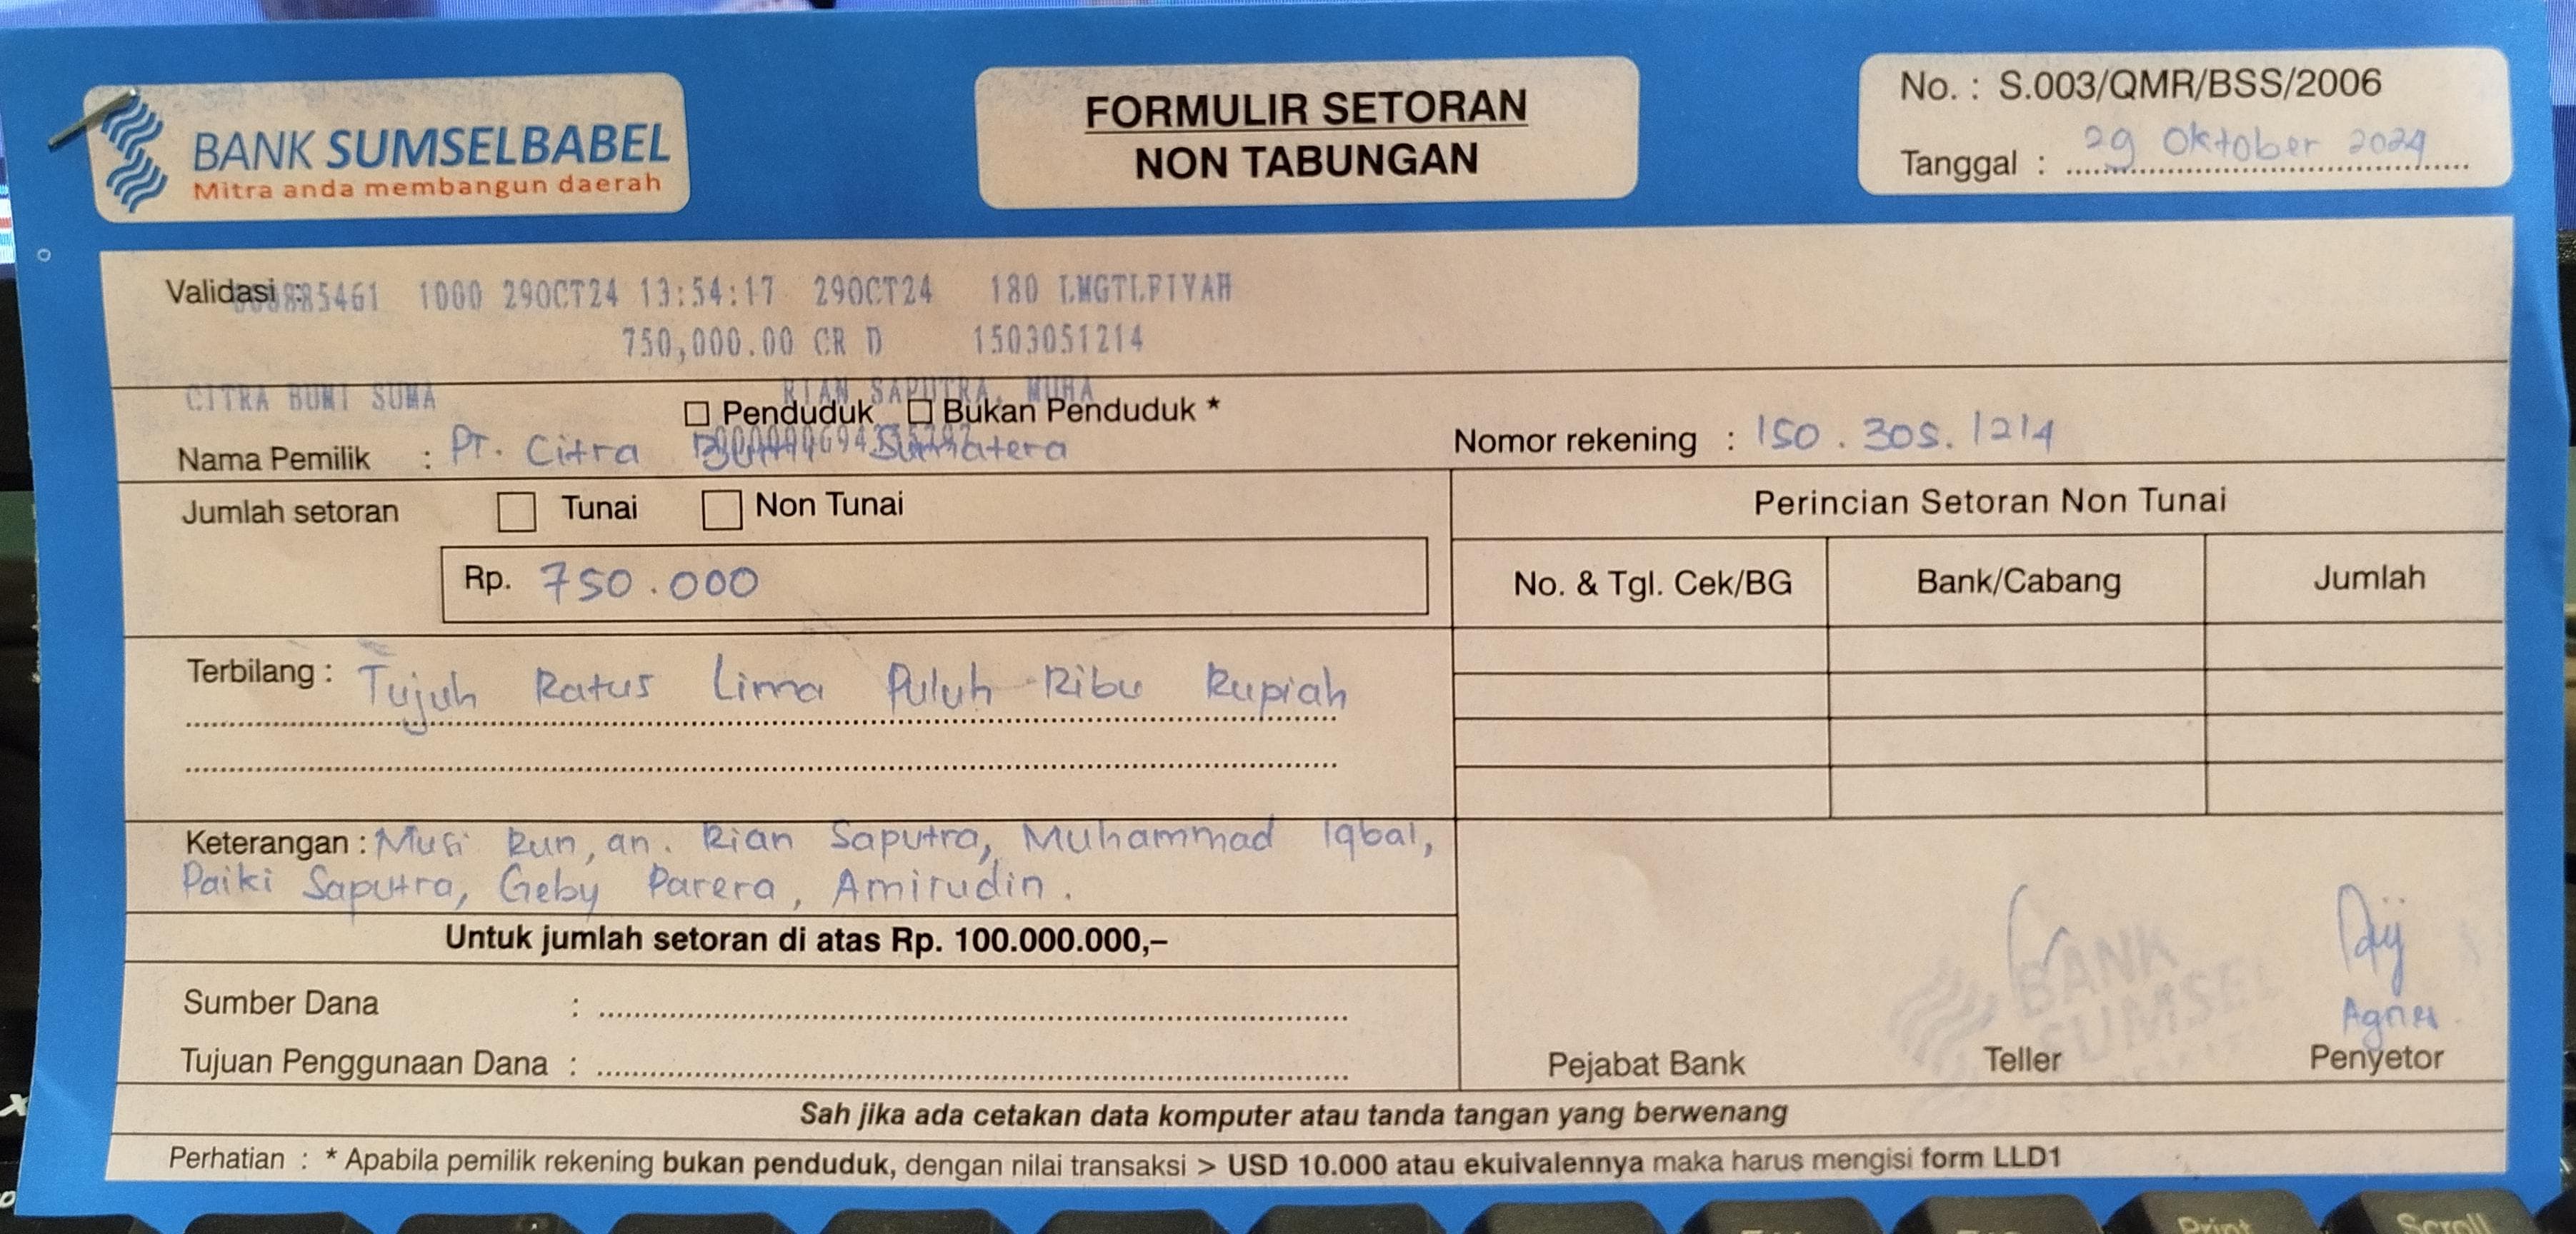 BANK SUMSELBABEL
Mitra anda membangun daerah
FORMULIR SETORAN
NON TABUNGAN
No. : S.003/QMR/BSS/2006
Tanggal : 29 Oktober 2024
Validasi : 885461 1000 29OCT24 13:54:17 29OCT24 180
750,000.00 CR D 1503051214
CITRA BUMI SUMA RIAN SAPUTRA, MUHA
Penduduk Bukan Penduduk *
Nama Pemilik : Pt. Citra Bumi Sumatera
Nomor rekening : 150.305.1214
Jumlah setoran Tunai Non Tunai
Rp. 750.000
Perincian Setoran Non Tunai
No. & Tgl. Cek/BG Bank/Cabang Jumlah
Terbilang : Tujuh Ratus Lima Puluh Ribu Rupiah
Keterangan : Musi Run, an. Rian Saputra, Muhammad Iqbal,
Paiki Saputra, Geby Parera, Amirudin.
Untuk jumlah setoran di atas Rp. 100.000.000,–
Sumber Dana :
Tujuan Penggunaan Dana :
BANK
SUMSEL
Agnes
Pejabat Bank Teller Penyetor
Sah jika ada cetakan data komputer atau tanda tangan yang berwenang
Perhatian : * Apabila pemilik rekening bukan penduduk, dengan nilai transaksi > USD 10.000 atau ekuivalennya maka harus mengisi form LLD1
Print
Scroll